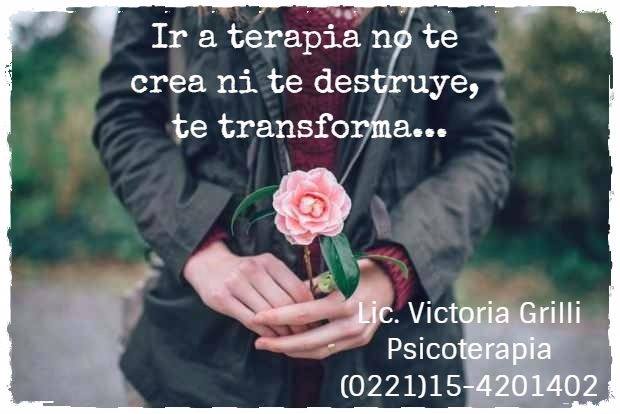 Ir a terapia no te
crea ni te destruye,
te transforma...
Lic. Victoria Grilli
Psicoterapia
(0221)15-4201402